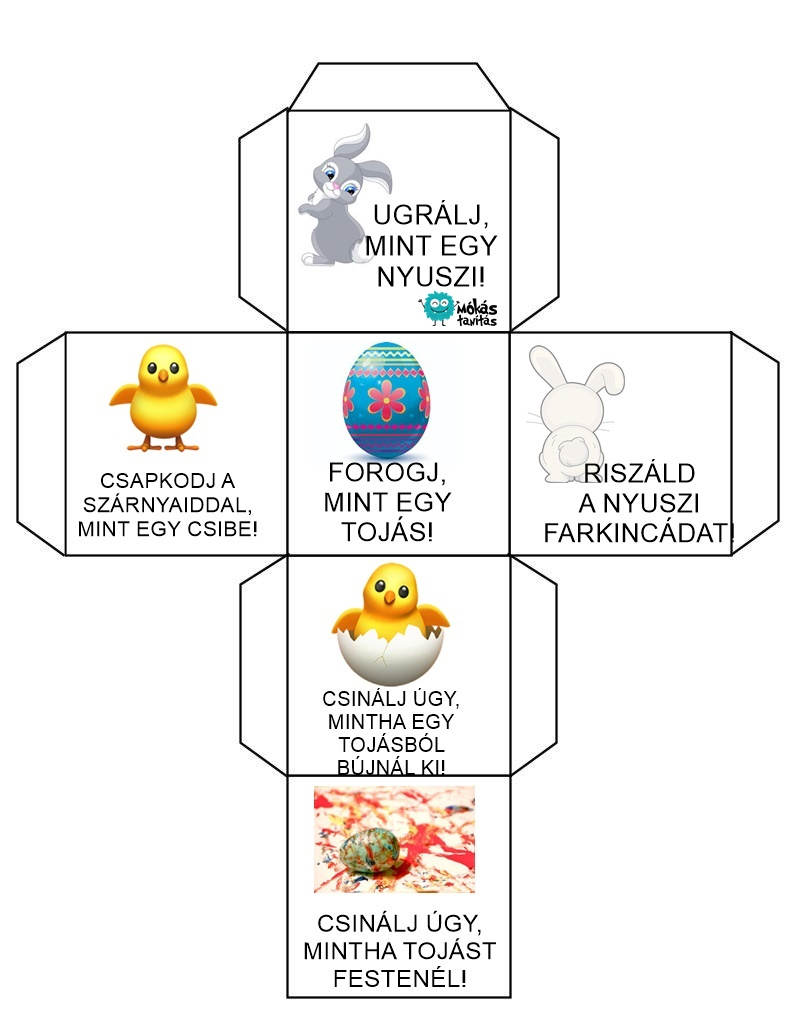 UGRÁLJ,
MINT EGY
NYUSZI!
Mókás
tanítás
CSAPKODJ A
SZÁRNYAIDDAL,
MINT EGY CSIBE!
FOROGJ,
MINT EGY
TOJÁS!
RISZÁLD
A NYUSZI
FARKINCÁDAT!
CSINÁLJ ÚGY,
MINTHA EGY
TOJÁSBÓL
BÚJNÁL KI!
CSINÁLJ ÚGY,
MINTHA TOJÁST
FESTENÉL!